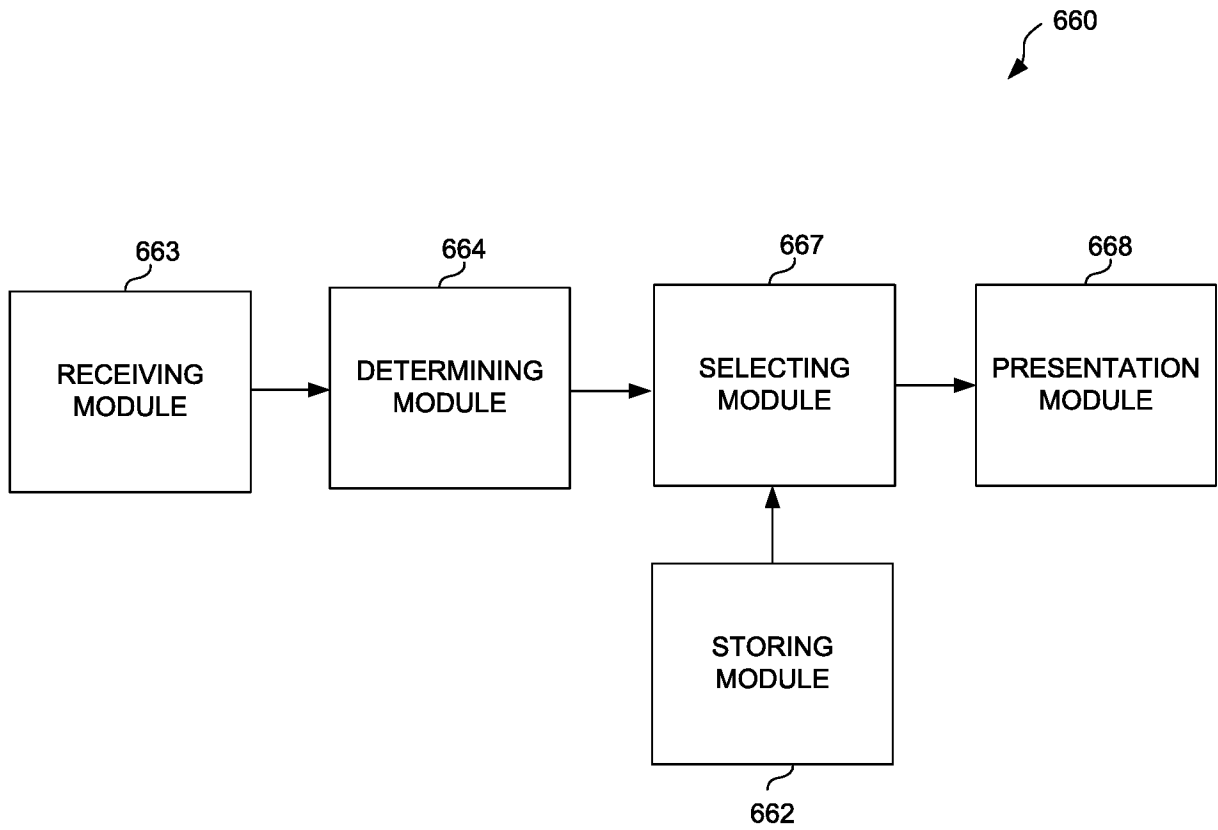 660
663
664
667
668
RECEIVING
MODULE
DETERMINING
MODULE
SELECTING
MODULE
PRESENTATION
MODULE
STORING
MODULE
662